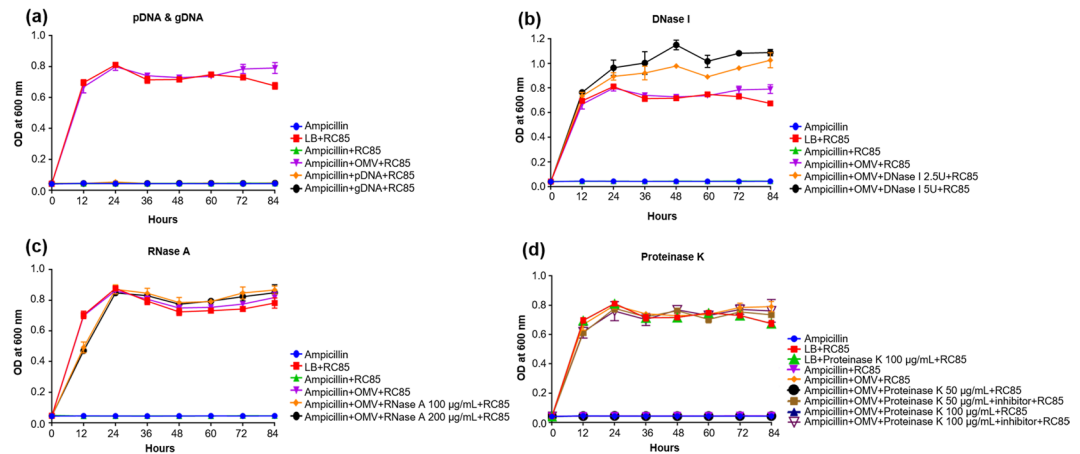 (a)
pDNA & gDNA
OD at 600 nm
1.0
0.8
0.6
0.4
0.2
0.0
0 12 24 36 48 60 72 84
Hours
Ampicillin
LB+RC85
Ampicillin+RC85
Ampicillin+OMV+RC85
Ampicillin+pDNA+RC85
Ampicillin+gDNA+RC85
(b)
DNase I
OD at 600 nm
1.2
1.0
0.8
0.6
0.4
0.2
0.0
0 12 24 36 48 60 72 84
Hours
Ampicillin
LB+RC85
Ampicillin+RC85
Ampicillin+OMV+RC85
Ampicillin+OMV+DNase I 2.5U+RC85
Ampicillin+OMV+DNase I 5U+RC85
(c)
RNase A
OD at 600 nm
1.0
0.8
0.6
0.4
0.2
0.0
0 12 24 36 48 60 72 84
Hours
Ampicillin
LB+RC85
Ampicillin+RC85
Ampicillin+OMV+RC85
Ampicillin+OMV+RNase A 100 µg/mL+RC85
Ampicillin+OMV+RNase A 200 µg/mL+RC85
(d)
Proteinase K
OD at 600 nm
1.0
0.8
0.6
0.4
0.2
0.0
0 12 24 36 48 60 72 84
Hours
Ampicillin
LB+RC85
LB+Proteinase K 100 µg/mL+RC85
Ampicillin+RC85
Ampicillin+OMV+RC85
Ampicillin+OMV+Proteinase K 50 µg/mL+RC85
Ampicillin+OMV+Proteinase K 50 µg/mL+inhibitor+RC85
Ampicillin+OMV+Proteinase K 100 µg/mL+RC85
Ampicillin+OMV+Proteinase K 100 µg/mL+inhibitor+RC85